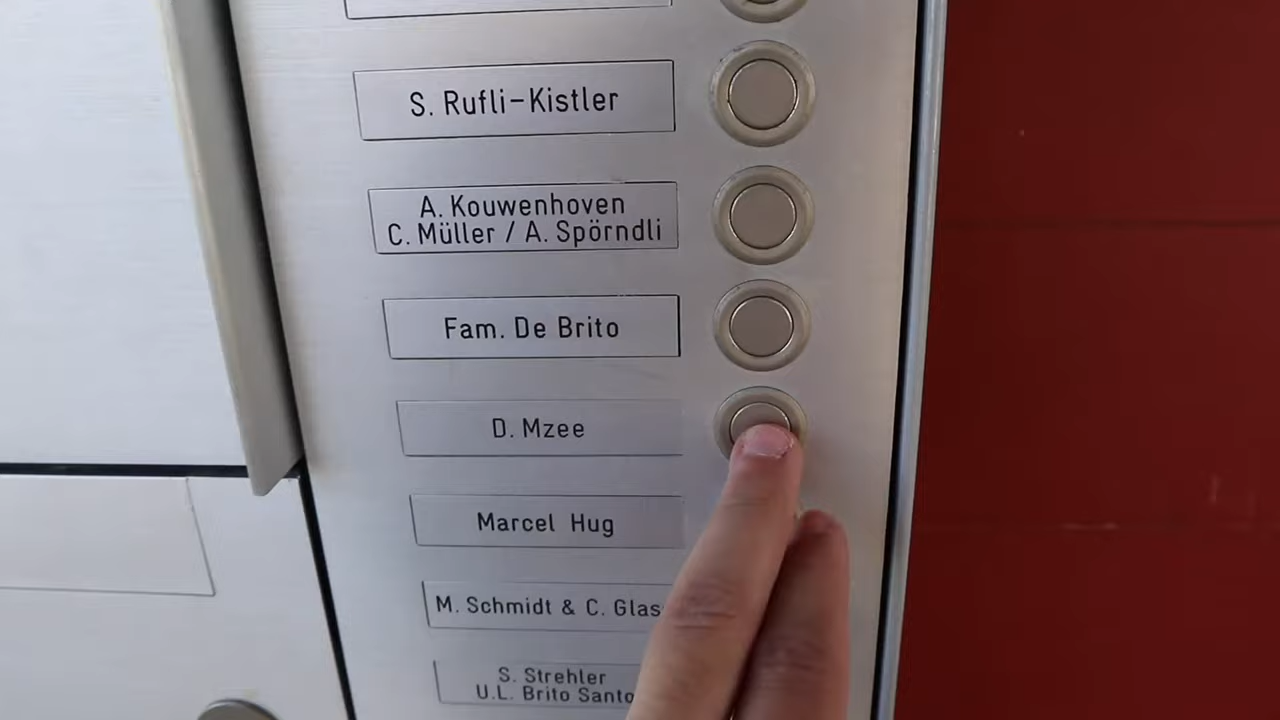 S. Rufli-Kistler
A. Kouwenhoven
C. Müller / A. Spörndli
Fam. De Brito
D. Mzee
Marcel Hug
M. Schmidt & C.
S. Strehler
U.L. Brito